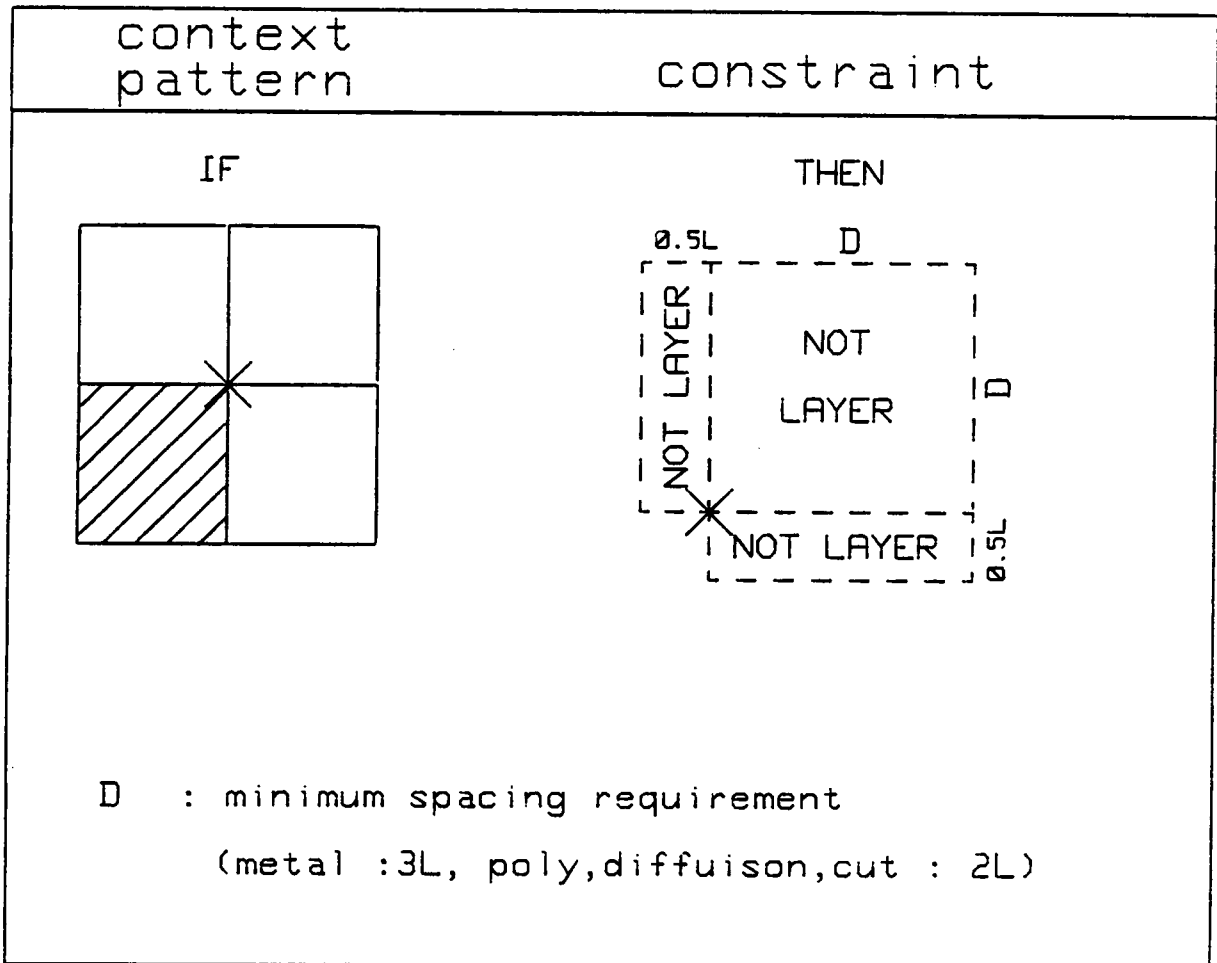 context
pattern
constraint
IF
THEN
0.5L
D
NOT LAYER
NOT
LAYER
D
NOT LAYER
0.5L
D : minimum spacing requirement
(metal :3L, poly,diffuison,cut : 2L)